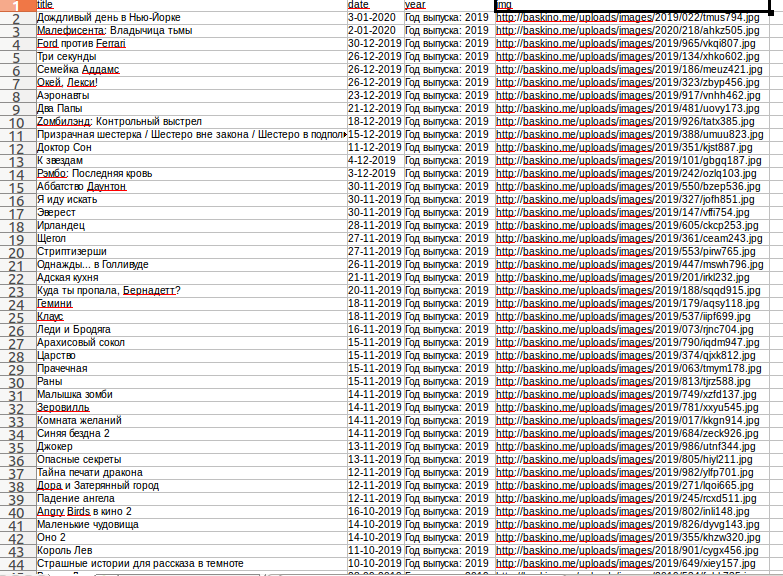 1 title date year img
2 Дождливый день в Нью-Йорке 3-01-2020 Год выпуска: 2019 http://baskino.me/uploads/images/2019/022/tmus794.jpg
3 Малефисента: Владычица тьмы 2-01-2020 Год выпуска: 2019 http://baskino.me/uploads/images/2020/218/ahkz505.jpg
4 Ford против Ferrari 30-12-2019 Год выпуска: 2019 http://baskino.me/uploads/images/2019/965/vkqi807.jpg
5 Три секунды 26-12-2019 Год выпуска: 2019 http://baskino.me/uploads/images/2019/134/xhko602.jpg
6 Семейка Аддамс 26-12-2019 Год выпуска: 2019 http://baskino.me/uploads/images/2019/186/meuz421.jpg
7 Окей, Лекси! 26-12-2019 Год выпуска: 2019 http://baskino.me/uploads/images/2019/323/zbyp456.jpg
8 Аэронавты 23-12-2019 Год выпуска: 2019 http://baskino.me/uploads/images/2019/917/vnhh462.jpg
9 Два Папы 21-12-2019 Год выпуска: 2019 http://baskino.me/uploads/images/2019/481/uovy173.jpg
10 Zомбилэнд: Контрольный выстрел 18-12-2019 Год выпуска: 2019 http://baskino.me/uploads/images/2019/926/tatx385.jpg
11 Призрачная шестерка / Шестеро вне закона / Шестеро в подполь 15-12-2019 Год выпуска: 2019 http://baskino.me/uploads/images/2019/388/umuu823.jpg
12 Доктор Сон 11-12-2019 Год выпуска: 2019 http://baskino.me/uploads/images/2019/351/kjst887.jpg
13 К звездам 4-12-2019 Год выпуска: 2019 http://baskino.me/uploads/images/2019/101/gbgq187.jpg
14 Рэмбо: Последняя кровь 3-12-2019 Год выпуска: 2019 http://baskino.me/uploads/images/2019/242/ozlq103.jpg
15 Аббатство Даунтон 30-11-2019 Год выпуска: 2019 http://baskino.me/uploads/images/2019/550/bzep536.jpg
16 Я иду искать 30-11-2019 Год выпуска: 2019 http://baskino.me/uploads/images/2019/327/jofh851.jpg
17 Эверест 30-11-2019 Год выпуска: 2019 http://baskino.me/uploads/images/2019/147/vffi754.jpg
18 Ирландец 28-11-2019 Год выпуска: 2019 http://baskino.me/uploads/images/2019/605/ckcp253.jpg
19 Щегол 27-11-2019 Год выпуска: 2019 http://baskino.me/uploads/images/2019/361/ceam243.jpg
20 Стриптизерши 27-11-2019 Год выпуска: 2019 http://baskino.me/uploads/images/2019/553/pirw765.jpg
21 Однажды... в Голливуде 26-11-2019 Год выпуска: 2019 http://baskino.me/uploads/images/2019/447/mswh796.jpg
22 Адская кухня 21-11-2019 Год выпуска: 2019 http://baskino.me/uploads/images/2019/201/irkl232.jpg
23 Куда ты пропала, Бернадетт? 20-11-2019 Год выпуска: 2019 http://baskino.me/uploads/images/2019/188/sqqd915.jpg
24 Гемини 18-11-2019 Год выпуска: 2019 http://baskino.me/uploads/images/2019/179/aqsy118.jpg
25 Клаус 18-11-2019 Год выпуска: 2019 http://baskino.me/uploads/images/2019/537/iipf699.jpg
26 Леди и Бродяга 16-11-2019 Год выпуска: 2019 http://baskino.me/uploads/images/2019/073/rjnc704.jpg
27 Арахисовый сокол 15-11-2019 Год выпуска: 2019 http://baskino.me/uploads/images/2019/790/iqdm947.jpg
28 Царство 15-11-2019 Год выпуска: 2019 http://baskino.me/uploads/images/2019/374/qjxk812.jpg
29 Прачечная 15-11-2019 Год выпуска: 2019 http://baskino.me/uploads/images/2019/063/tmym178.jpg
30 Раны 15-11-2019 Год выпуска: 2019 http://baskino.me/uploads/images/2019/813/tjrz588.jpg
31 Малышка зомби 14-11-2019 Год выпуска: 2019 http://baskino.me/uploads/images/2019/749/xzfd137.jpg
32 Зеровилль 14-11-2019 Год выпуска: 2019 http://baskino.me/uploads/images/2019/781/xxyu545.jpg
33 Комната желаний 14-11-2019 Год выпуска: 2019 http://baskino.me/uploads/images/2019/017/kkgn914.jpg
34 Синяя бездна 2 14-11-2019 Год выпуска: 2019 http://baskino.me/uploads/images/2019/684/zeck926.jpg
35 Джокер 13-11-2019 Год выпуска: 2019 http://baskino.me/uploads/images/2019/986/utnf344.jpg
36 Опасные секреты 13-11-2019 Год выпуска: 2019 http://baskino.me/uploads/images/2019/805/hiyl211.jpg
37 Тайна печати дракона 12-11-2019 Год выпуска: 2019 http://baskino.me/uploads/images/2019/982/ylfp701.jpg
38 Дора и Затерянный город 12-11-2019 Год выпуска: 2019 http://baskino.me/uploads/images/2019/271/lqoi665.jpg
39 Падение ангела 12-11-2019 Год выпуска: 2019 http://baskino.me/uploads/images/2019/245/rcxd511.jpg
40 Angry Birds в кино 2 16-10-2019 Год выпуска: 2019 http://baskino.me/uploads/images/2019/802/inli148.jpg
41 Маленькие чудовища 14-10-2019 Год выпуска: 2019 http://baskino.me/uploads/images/2019/826/dyvg143.jpg
42 Оно 2 14-10-2019 Год выпуска: 2019 http://baskino.me/uploads/images/2019/355/khzw320.jpg
43 Король Лев 11-10-2019 Год выпуска: 2019 http://baskino.me/uploads/images/2018/901/cygx456.jpg
44 Страшные истории для рассказа в темноте 10-10-2019 Год выпуска: 2019 http://baskino.me/uploads/images/2019/649/xiey157.jpg